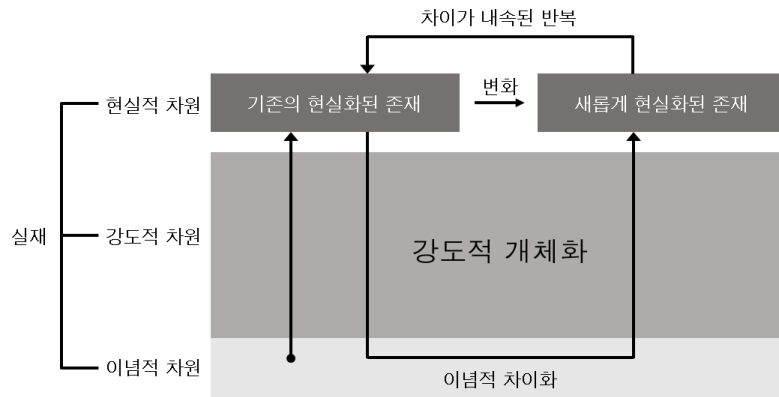 차이가 내속된 반복
현실적 차원
기존의 현실화된 존재
변화
새롭게 현실화된 존재
실재
강도적 차원
강도적 개체화
이념적 차원
이념적 차이화